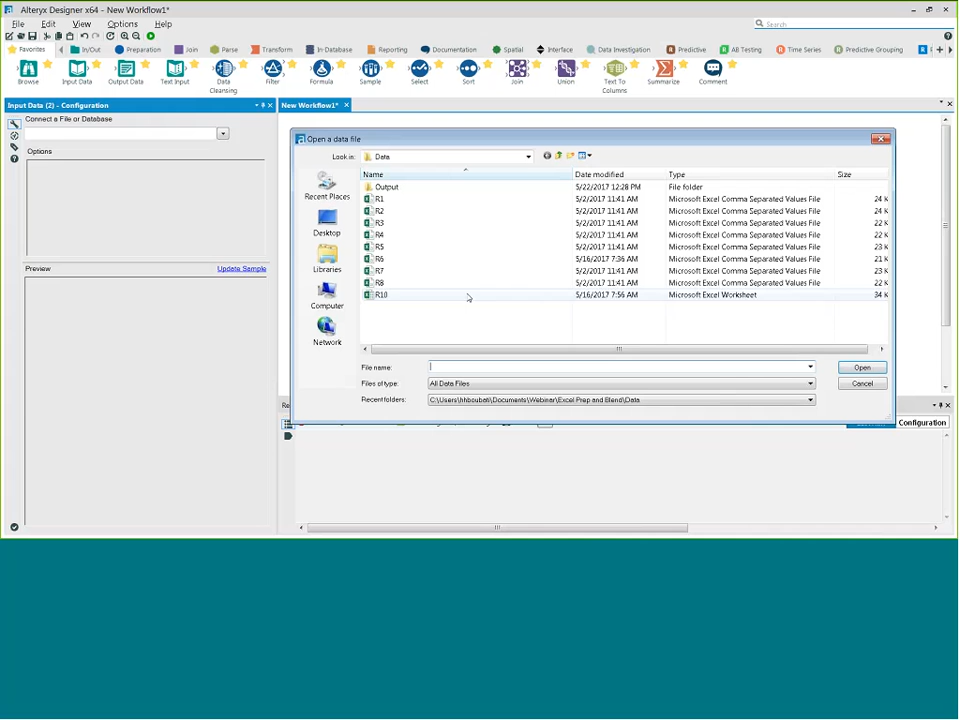 Alteryx Designer x64 - New Workflow1*
File Edit View Options Help
Search
Favorites In/Out Preparation Join Parse Transform In-Database Reporting Documentation Spatial Interface Data Investigation Predictive AB Testing Time Series Predictive Grouping
Browse Input Data Output Data Text Input Data Cleansing Filter Formula Sample Select Sort Join Union Text To Columns Summarize Comment
Input Data (2) - Configuration
New Workflow1*
Connect a File or Database
Options
Preview Update Sample
Open a data file
Look in: Data
Name Date modified Type Size
Output 5/22/2017 12:28 PM File folder
R1 5/2/2017 11:41 AM Microsoft Excel Comma Separated Values File 24 K
R2 5/2/2017 11:41 AM Microsoft Excel Comma Separated Values File 24 K
R3 5/2/2017 11:41 AM Microsoft Excel Comma Separated Values File 22 K
R4 5/2/2017 11:41 AM Microsoft Excel Comma Separated Values File 22 K
R5 5/2/2017 11:41 AM Microsoft Excel Comma Separated Values File 23 K
R6 5/16/2017 7:36 AM Microsoft Excel Comma Separated Values File 21 K
R7 5/2/2017 11:41 AM Microsoft Excel Comma Separated Values File 23 K
R8 5/2/2017 11:41 AM Microsoft Excel Comma Separated Values File 22 K
R10 5/16/2017 7:56 AM Microsoft Excel Worksheet 34 K
Recent Places
Desktop
Libraries
Computer
Network
File name: Open
Files of type: All Data Files Cancel
Recent folders: C:\Users\hhboubati\Documents\Webinar\Excel Prep and Blend\Data
Configuration